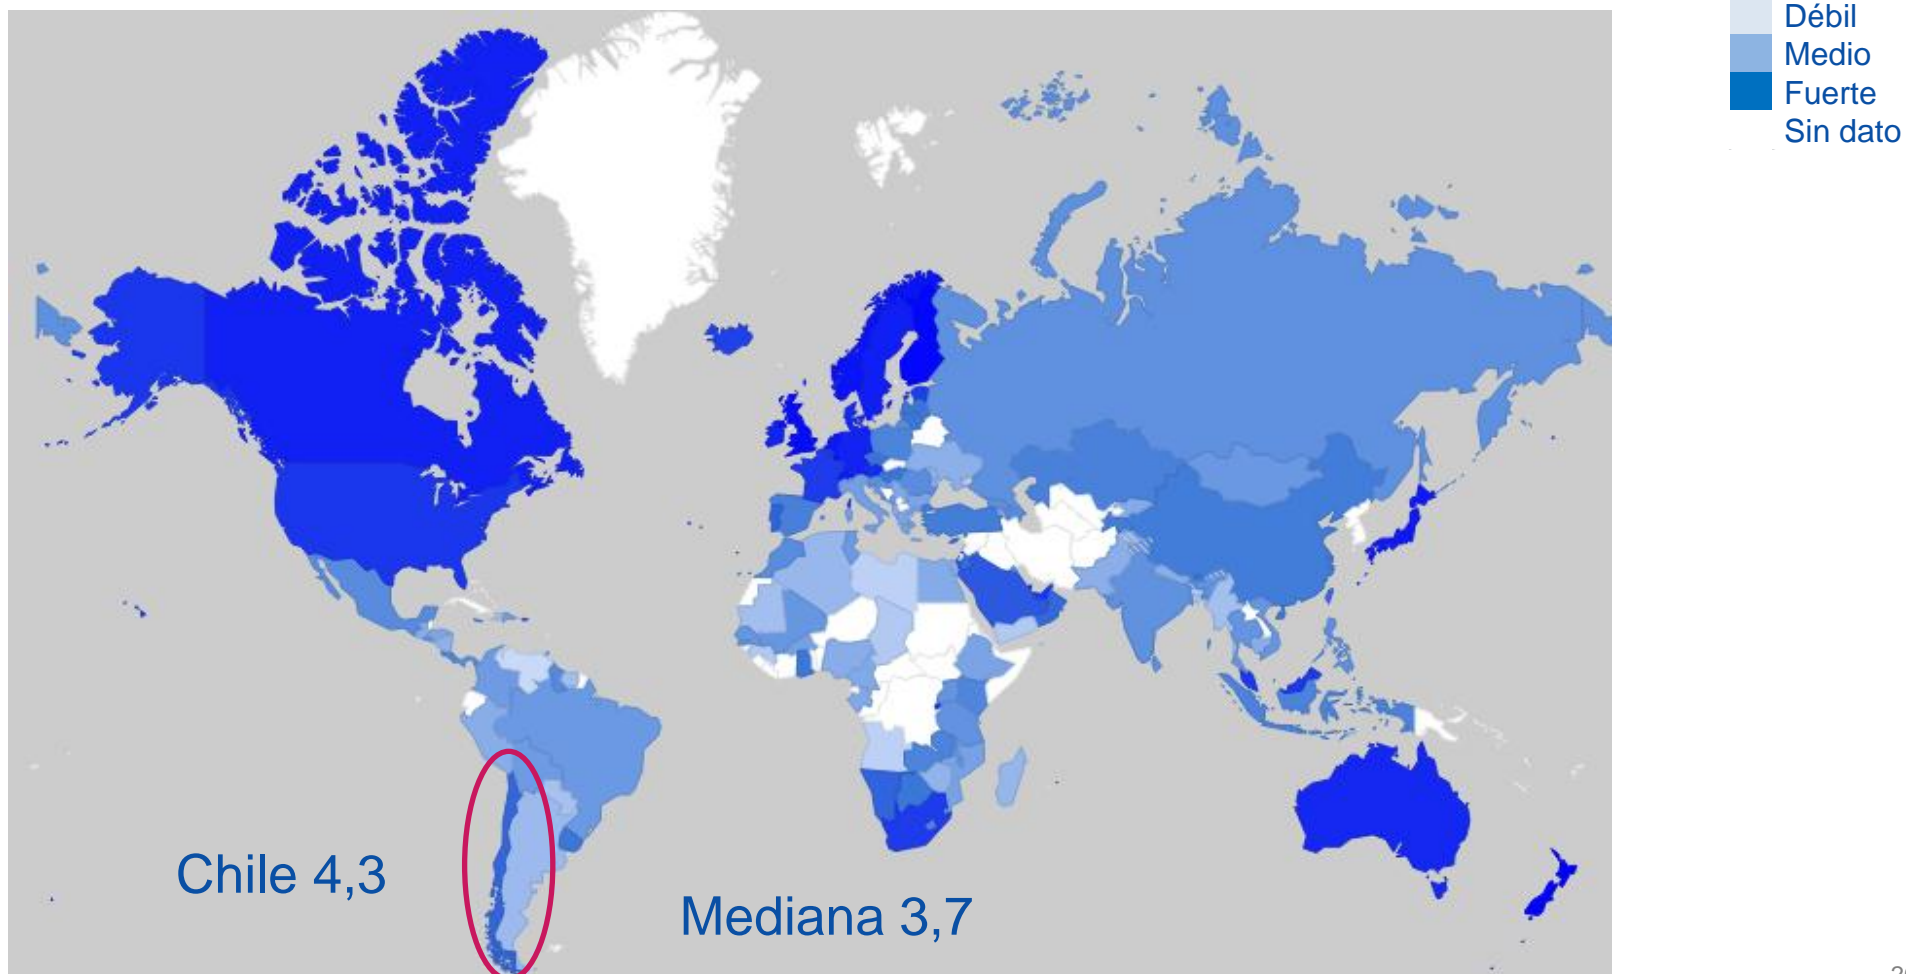 Débil
Medio
Fuerte
Sin dato
Chile 4,3
Mediana 3,7